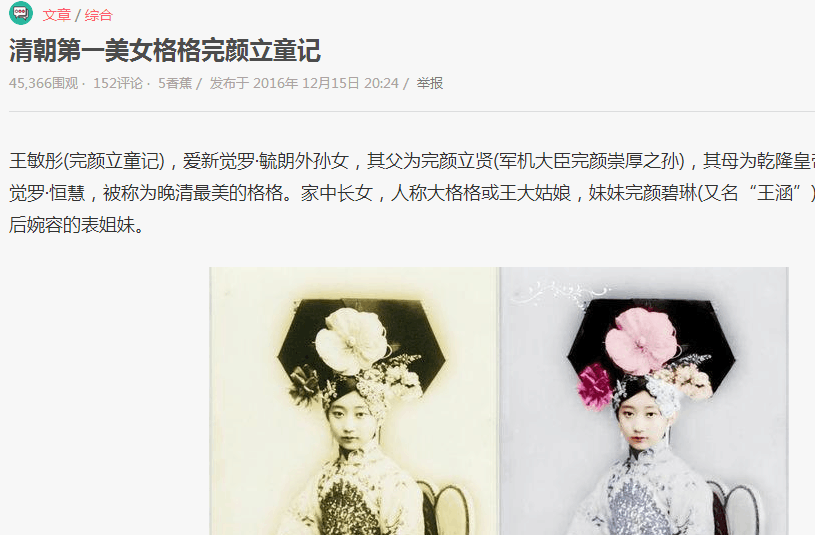 文章 / 综合
清朝第一美女格格完颜立童记
45,366围观 · 152评论 · 5香蕉 / 发布于 2016年 12月15日 20:24 / 举报
王敏彤(完颜立童记)，爱新觉罗·毓朗外孙女，其父为完颜立贤(军机大臣完颜崇厚之孙)，其母为乾隆皇
觉罗·恒慧，被称为晚清最美的格格。家中长女，人称大格格或王大姑娘，妹妹完颜碧琳(又名“王涵”)
后婉容的表姐妹。